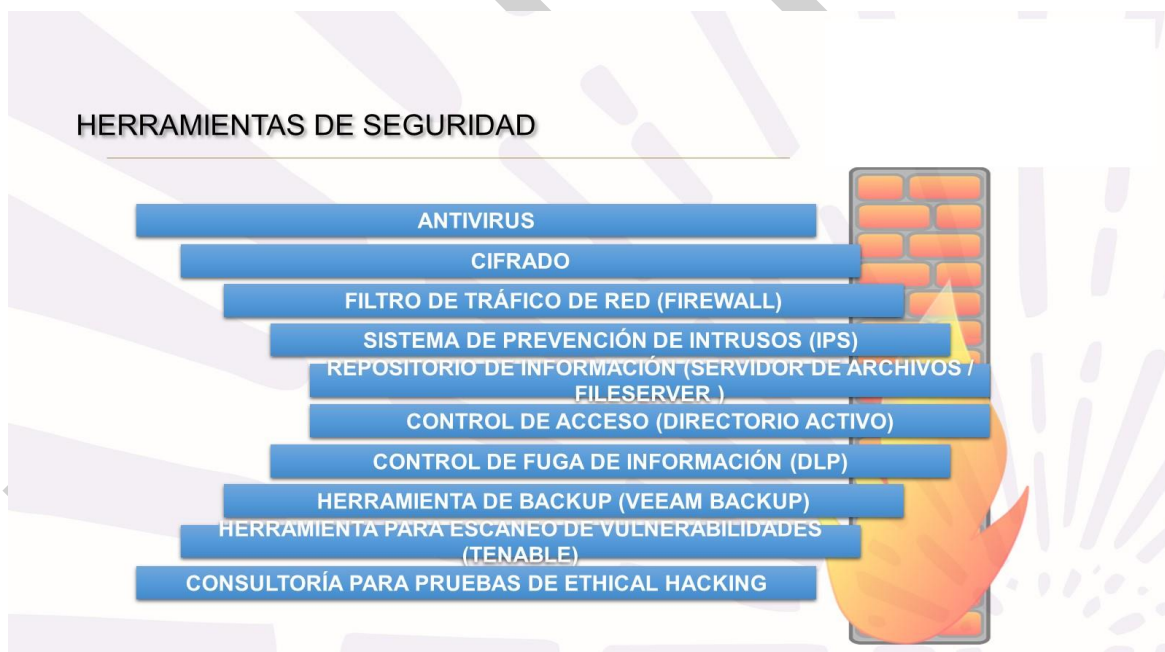 HERRAMIENTAS DE SEGURIDAD
ANTIVIRUS
CIFRADO
FILTRO DE TRÁFICO DE RED (FIREWALL)
SISTEMA DE PREVENCIÓN DE INTRUSOS (IPS)
REPOSITORIO DE INFORMACIÓN (SERVIDOR DE ARCHIVOS /
FILESERVER )
CONTROL DE ACCESO (DIRECTORIO ACTIVO)
CONTROL DE FUGA DE INFORMACIÓN (DLP)
HERRAMIENTA DE BACKUP (VEEAM BACKUP)
HERRAMIENTA PARA ESCANEO DE VULNERABILIDADES
(TENABLE)
CONSULTORÍA PARA PRUEBAS DE ETHICAL HACKING